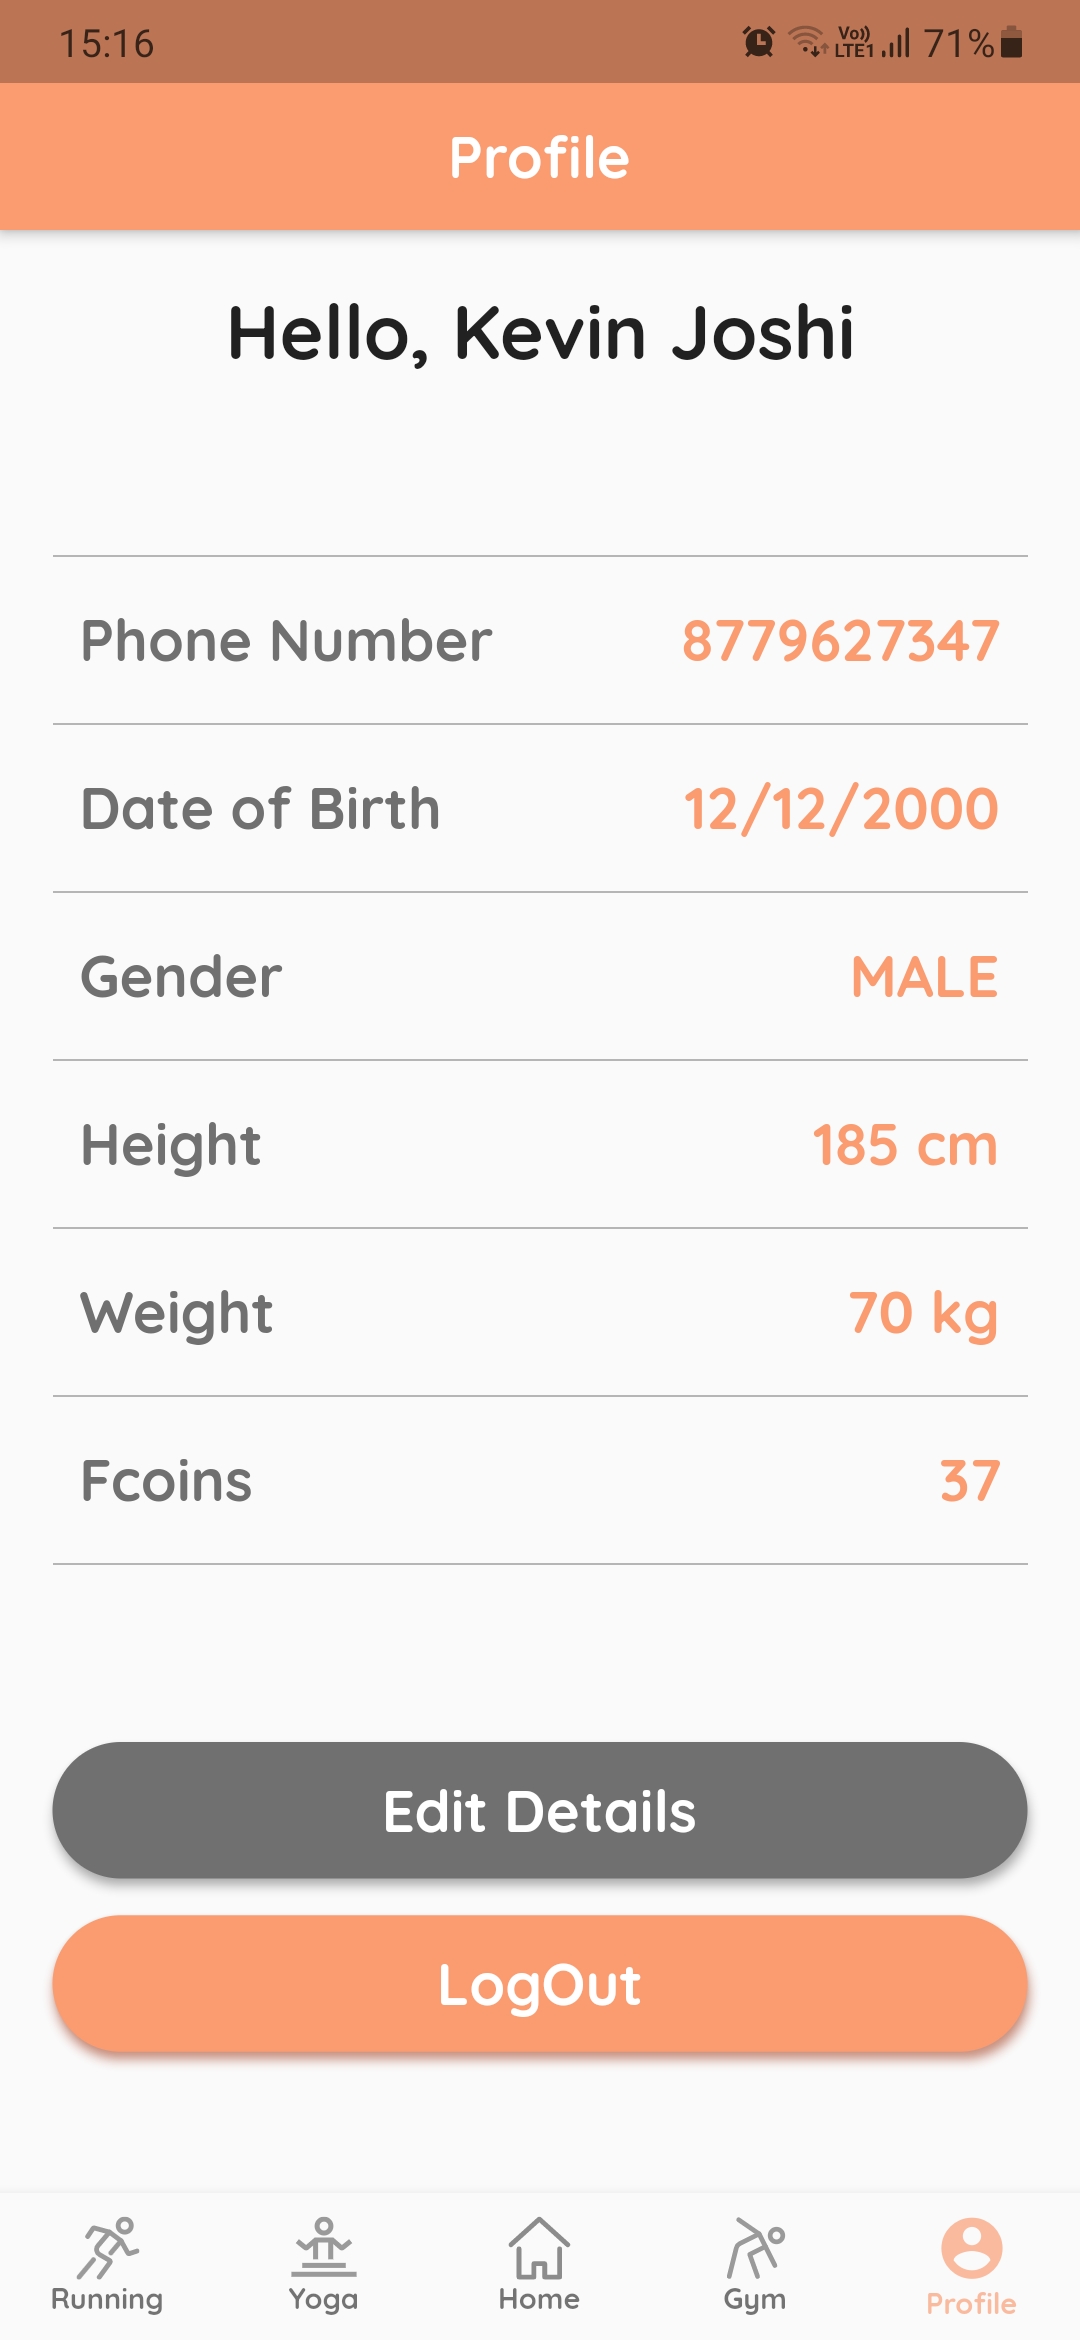 15:16 Vo)) LTE1 71%
Profile
Hello, Kevin Joshi
Phone Number 8779627347
Date of Birth 12/12/2000
Gender MALE
Height 185 cm
Weight 70 kg
Fcoins 37
Edit Details
LogOut
Running Yoga Home Gym Profile